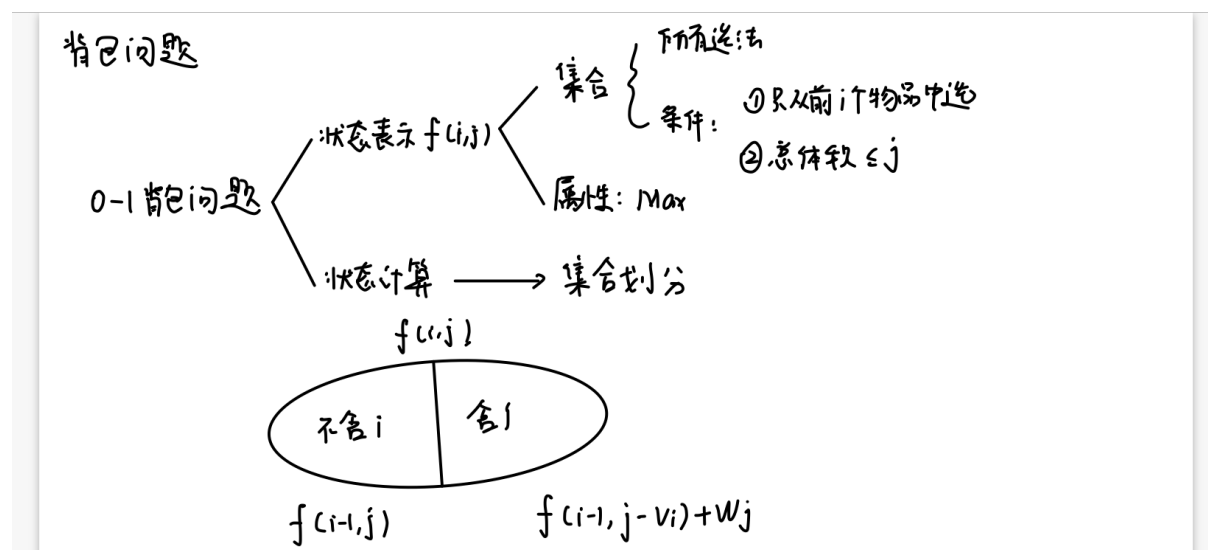 背包问题
所有选法
集合
条件: ①只从前i个物品中选
②总体积≤j
状态表示f(i,j)
0-1背包问题
属性: Max
状态计算 → 集合划分
f(i,j)
不含i 含j
f(i-1,j) f(i-1, j-vi)+Wj